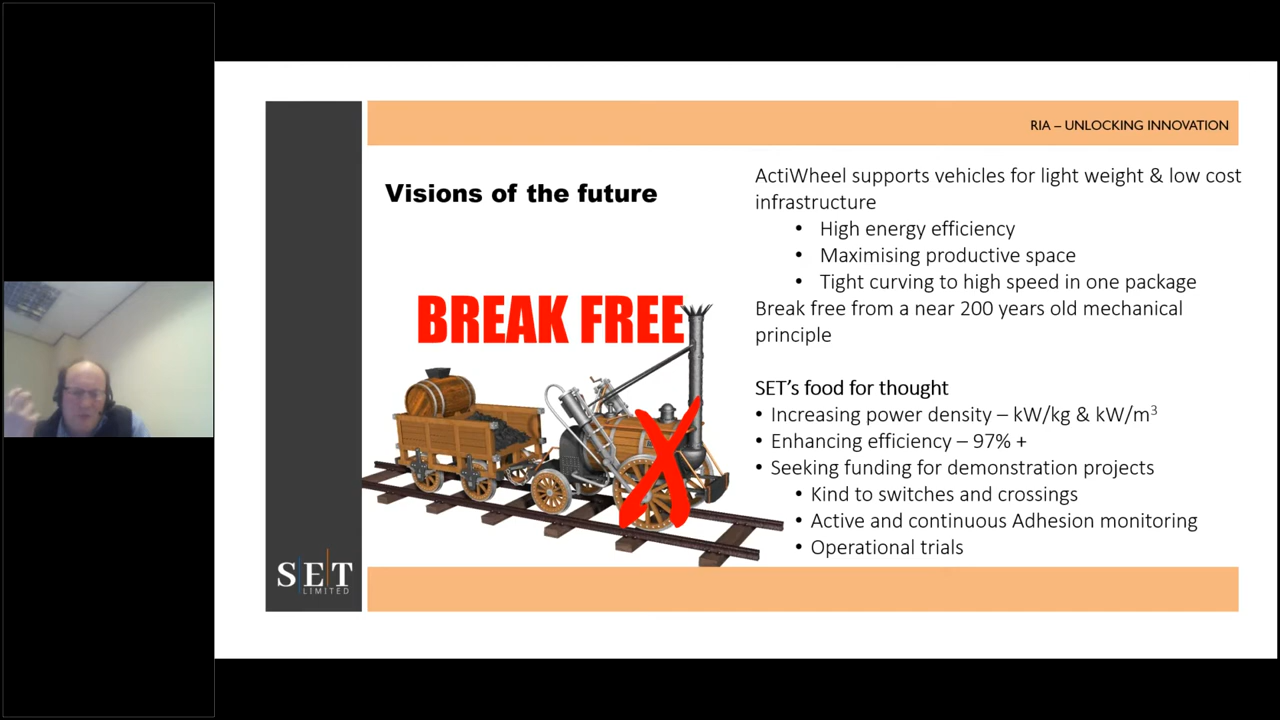 RIA – UNLOCKING INNOVATION
Visions of the future
BREAK FREE
ActiWheel supports vehicles for light weight & low cost
infrastructure
• High energy efficiency
• Maximising productive space
• Tight curving to high speed in one package
Break free from a near 200 years old mechanical
principle
SET's food for thought
• Increasing power density – kW/kg & kW/m³
• Enhancing efficiency – 97% +
• Seeking funding for demonstration projects
• Kind to switches and crossings
• Active and continuous Adhesion monitoring
• Operational trials
SET
LIMITED